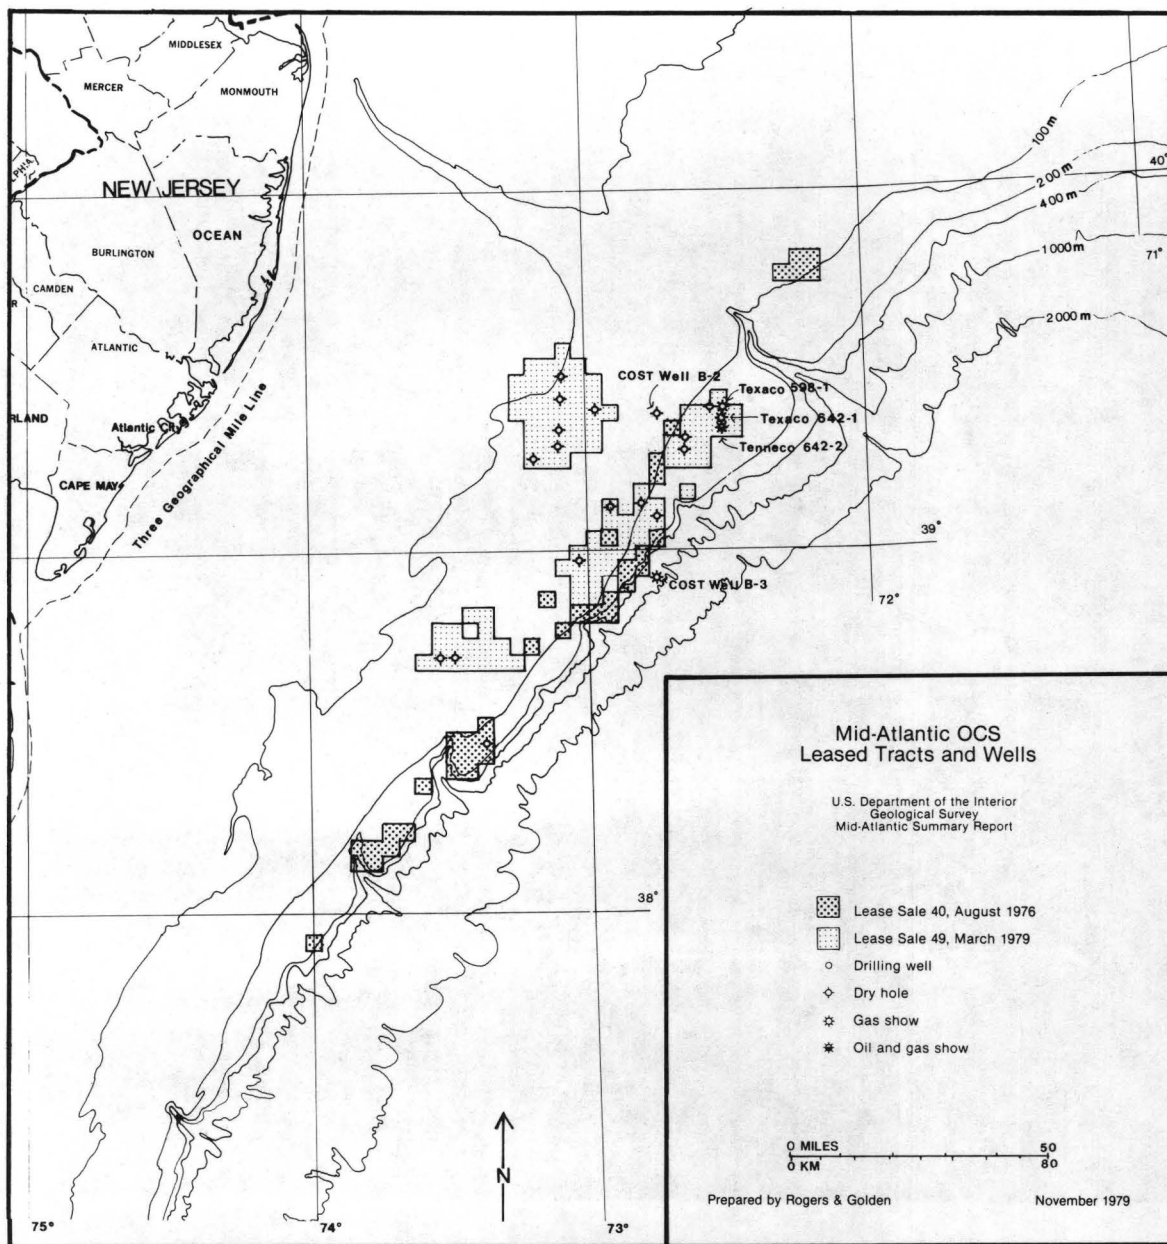 MIDDLESEX
MERCER
MONMOUTH
PHIA
NEW JERSEY
OCEAN
BURLINGTON
CAMDEN
R
ATLANTIC
RLAND
Atlantic City
CAPE MAY
Three Geographical Mile Line
100 m
200 m
400 m
1000 m
2000 m
40°
71°
COST Well B-2
Texaco 598-1
Texaco 642-1
Tenneco 642-2
39°
COST Well B-3
72°
38°
Mid-Atlantic OCS
Leased Tracts and Wells
U.S. Department of the Interior
Geological Survey
Mid-Atlantic Summary Report
Lease Sale 40, August 1976
Lease Sale 49, March 1979
Drilling well
Dry hole
Gas show
Oil and gas show
0 MILES 50
0 KM 80
N
Prepared by Rogers & Golden November 1979
75° 74° 73°